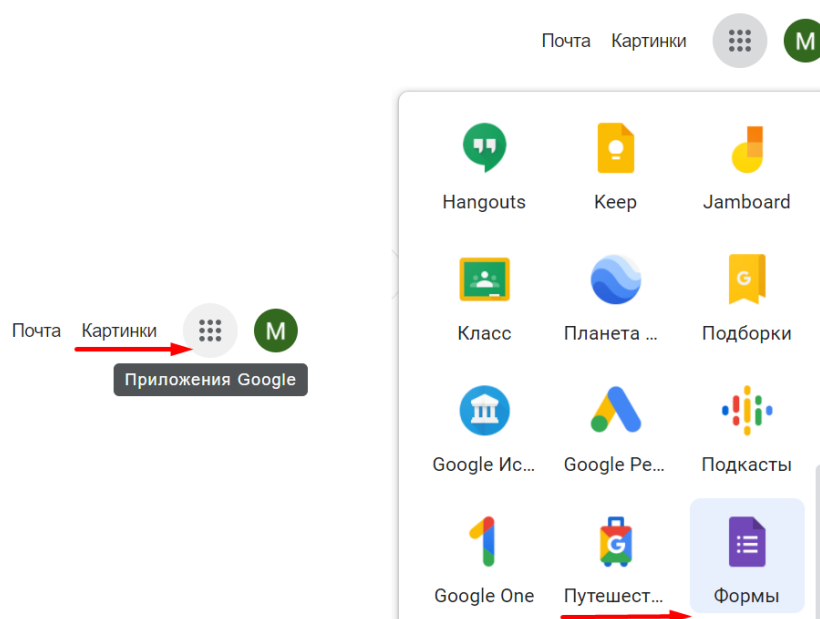 Почта Картинки M
Hangouts Keep Jamboard
G
Класс Планета ... Подборки
Почта Картинки M
Приложения Google
Google Ис... Google Ре... Подкасты
G
Google One Путешест... Формы